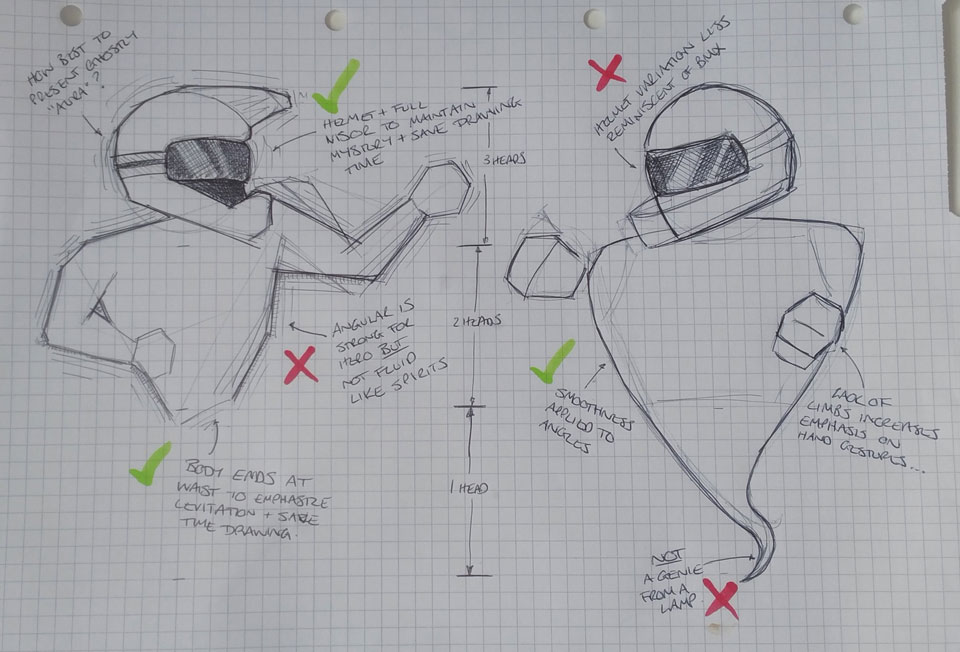 HOW BEST TO
PRESENT GHOSTLY
"AURA"?
HELMET + FULL
VISOR TO MAINTAIN
MYSTERY + SAVE DRAWING
TIME
3 HEADS
HELMET VARIATION LESS
REMINISCENT OF BMX
2 HEADS
ANGULAR IS
STRONG FOR
HERO BUT
NOT FLUID
LIKE SPIRITS
SMOOTHNESS
APPLIED TO
ANGLES
LACK OF
LIMBS INCREASES
EMPHASIS ON
HAND GESTURES...
BODY ENDS AT
WAIST TO EMPHASIZE
LEVITATION + SAVE
TIME DRAWING.
1 HEAD
NOT
A GENIE
FROM A
LAMP